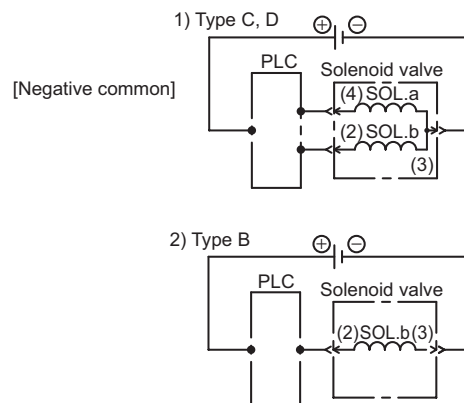 1) Type C, D
⊕ ⊖
PLC
Solenoid valve
[Negative common]
(4)SOL.a
(2)SOL.b
(3)
2) Type B
⊕ ⊖
PLC
Solenoid valve
(2)SOL.b(3)